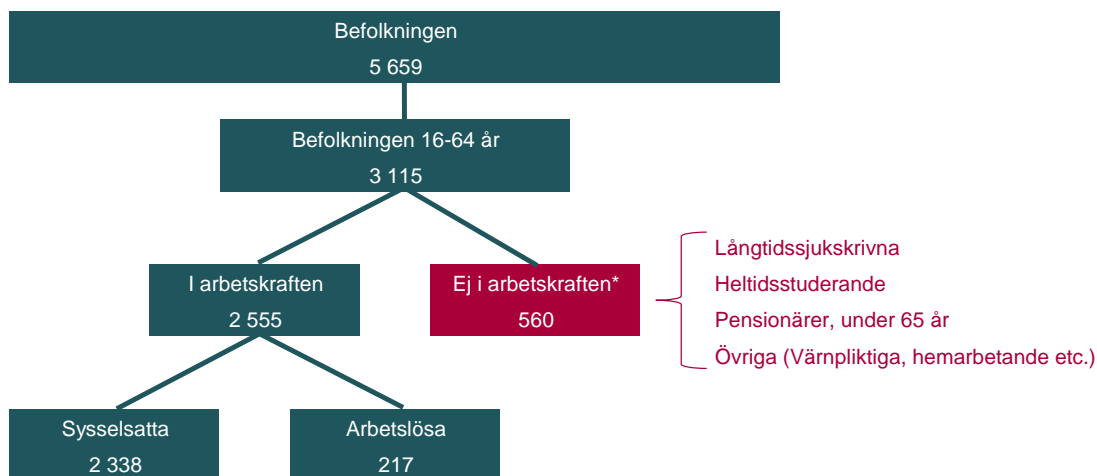 Befolkningen
5 659
Befolkningen 16-64 år
3 115
I arbetskraften
2 555
Ej i arbetskraften*
560
Långtidssjukskrivna
Heltidsstuderande
Pensionärer, under 65 år
Övriga (Värnpliktiga, hemarbetande etc.)
Sysselsatta
2 338
Arbetslösa
217